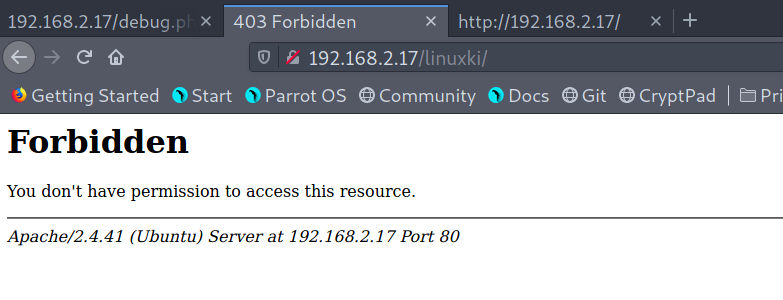 192.168.2.17/debug.ph
403 Forbidden
http://192.168.2.17/
192.168.2.17/linuxki/
Getting Started Start Parrot OS Community Docs Git CryptPad Pri
Forbidden
You don't have permission to access this resource.
Apache/2.4.41 (Ubuntu) Server at 192.168.2.17 Port 80